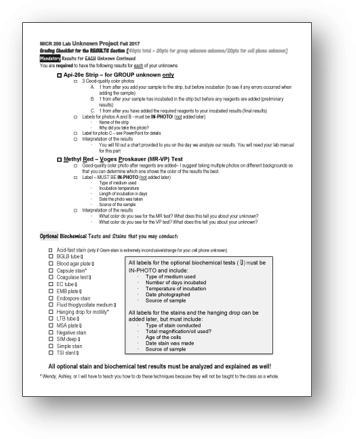 MICR 268 Lab Unknown Project Fall 2017
Grading Checklist for the RESULTS Section
Mandatory Results for EACH Unknown Continued
You are required to have the following results for each of your unknowns:
Api-20e Strip – for GROUP unknown only
3 Good-quality color photos
A. 1 from after you add your sample to the strip, but before incubation (to see if any errors occurred when
adding the sample)
B. 1 from after your sample has incubated in the strip (but before any reagents are added (preliminary
results)
C. 1 from after you have added the required reagents to your incubated results (final results)
Labels for photos A and B - must be IN-PHOTO (not added later)
Name of the strip
Why did you take this photo?
Label for photo C – see PowerPoint for details
Interpretation of the results
You will fill out a chart provided to you on the day we analyze our results. You will need your lab manual
for this part
Methyl Red – Voges Proskauer (MR-VP) Test
Good-quality color photo after reagents are added– I suggest taking multiple photos on different backgrounds so
that you can determine which one shows the color of the results the best
Label – MUST BE IN-PHOTO (not added later)
Type of medium used
Incubation temperature
Length of incubation in days
Date the photo was taken
Source of the sample
Interpretation of the results
What color do you see for the MR test? What does this tell you about your unknown?
What color do you see for the VP test? What does this tell you about your unknown?
Optional Biochemical Tests and Stains that you may conduct:
Acid-fast stain (only if Gram-stain is extremely inconclusive/strange for your cell phone unknown)
BGLB tube
Blood agar plate
Capsule stain*
Coagulase test
EC tube
EMB plate
Endospore stain
Fluid thioglycollate medium
Hanging drop for motility*
LTB tube
MSA plate
Negative stain
SIM deep
Simple stain
TSI slant
All labels for the optional biochemical tests () must be
IN-PHOTO and include:
Type of medium used
Number of days incubated
Temperature of incubation
Date photographed
Source of sample
All labels for the stains and the hanging drop can be
added later, but must include:
Type of stain conducted
Total magnification/oil used?
Age of the cells
Date stain was made
Source of sample
All optional stain and biochemical test results must be analyzed and explained as well!
* Wendy, Ashley, or I will have to teach you how to do these techniques because they will not be taught to the class as a whole.